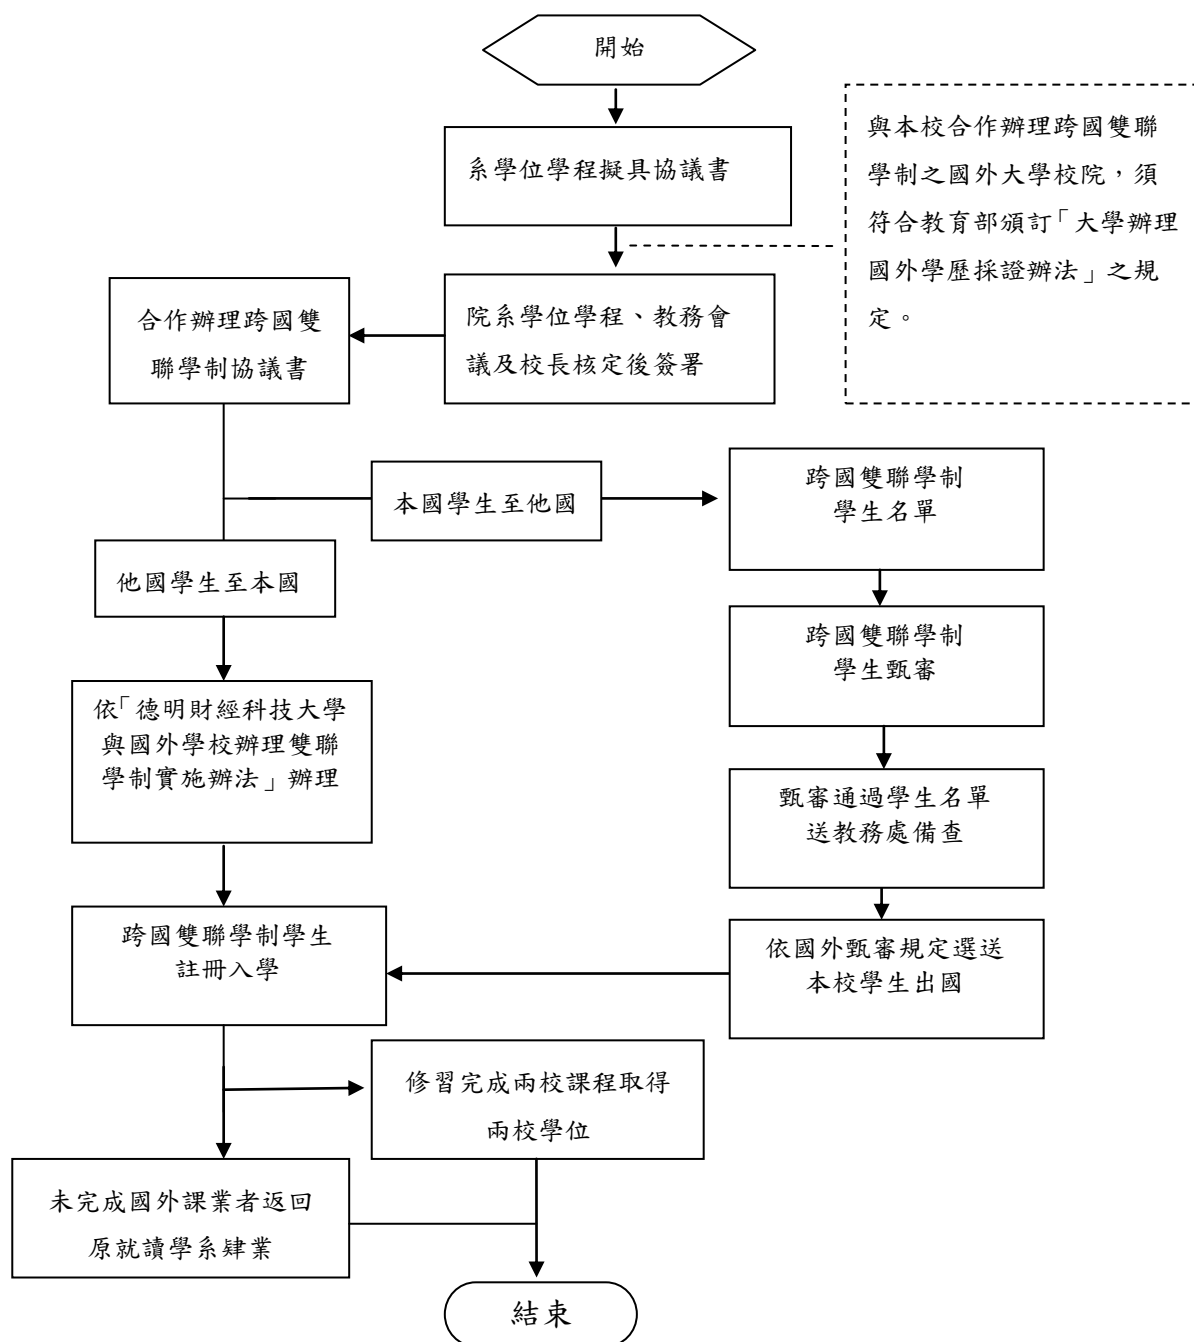 開始
系學位學程擬具協議書
與本校合作辦理跨國雙聯
學制之國外大學校院，須
符合教育部頒訂「大學辦理
國外學歷採證辦法」之規
定。
院系學位學程、教務會
議及校長核定後簽署
合作辦理跨國雙
聯學制協議書
本國學生至他國
跨國雙聯學制
學生名單
他國學生至本國
跨國雙聯學制
學生甄審
依「德明財經科技大學
與國外學校辦理雙聯
學制實施辦法」辦理
甄審通過學生名單
送教務處備查
跨國雙聯學制學生
註冊入學
依國外甄審規定選送
本校學生出國
修習完成兩校課程取得
兩校學位
未完成國外課業者返回
原就讀學系肄業
結束